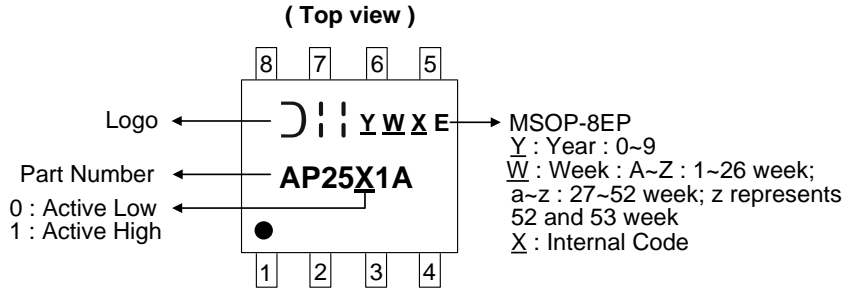 ( Top view )
8 7 6 5
Logo
Y W X E
MSOP-8EP
Y : Year : 0~9
W : Week : A~Z : 1~26 week;
a~z : 27~52 week; z represents
52 and 53 week
X : Internal Code
Part Number
AP25X1A
0 : Active Low
1 : Active High
1 2 3 4